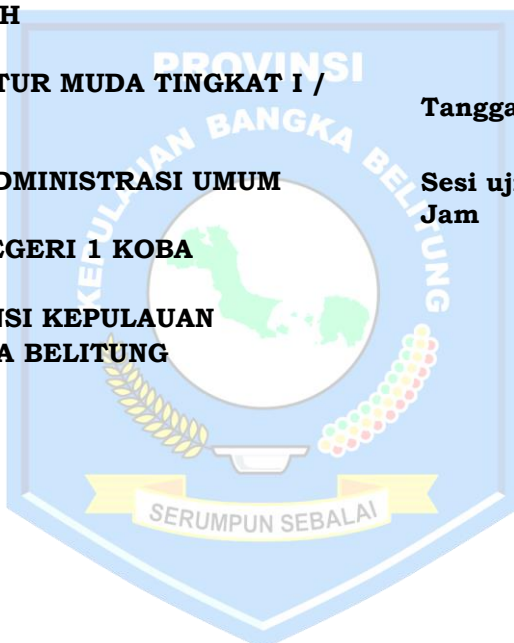 H
PROVINSI
TUR MUDA TINGKAT I /
Tangga
KEPULAUAN BANGKA BELITUNG
DMINISTRASI UMUM
Sesi uj
Jam
EGERI 1 KOBA
NSI KEPULAUAN
A BELITUNG
SERUMPUN SEBALAI